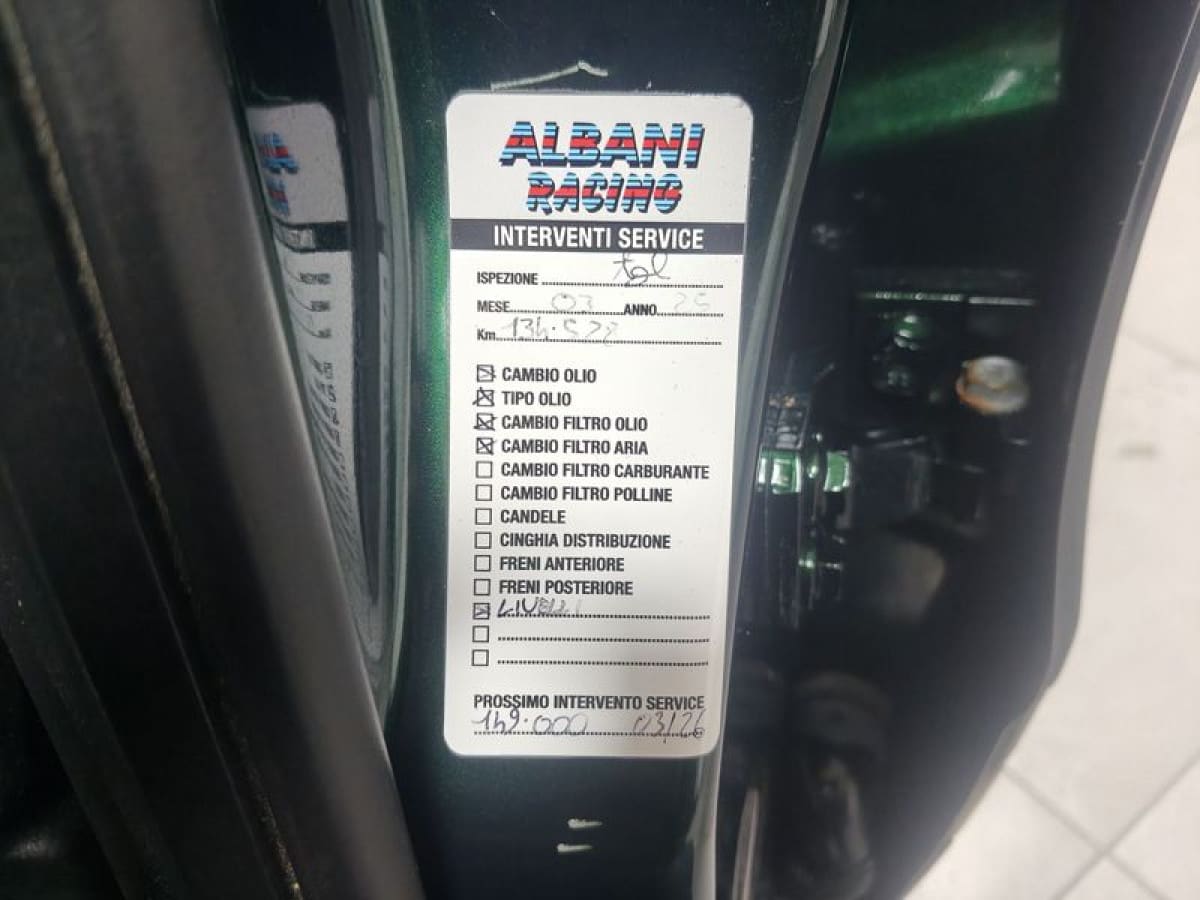 ALBANI
RACING
INTERVENTI SERVICE
ISPEZIONE
MESE 03 ANNO 25
Km 134.528
CAMBIO OLIO
TIPO OLIO
CAMBIO FILTRO OLIO
CAMBIO FILTRO ARIA
CAMBIO FILTRO CARBURANTE
CAMBIO FILTRO POLLINE
CANDELE
CINGHIA DISTRIBUZIONE
FRENI ANTERIORE
FRENI POSTERIORE
LIVELLI
PROSSIMO INTERVENTO SERVICE
149.000 03/26